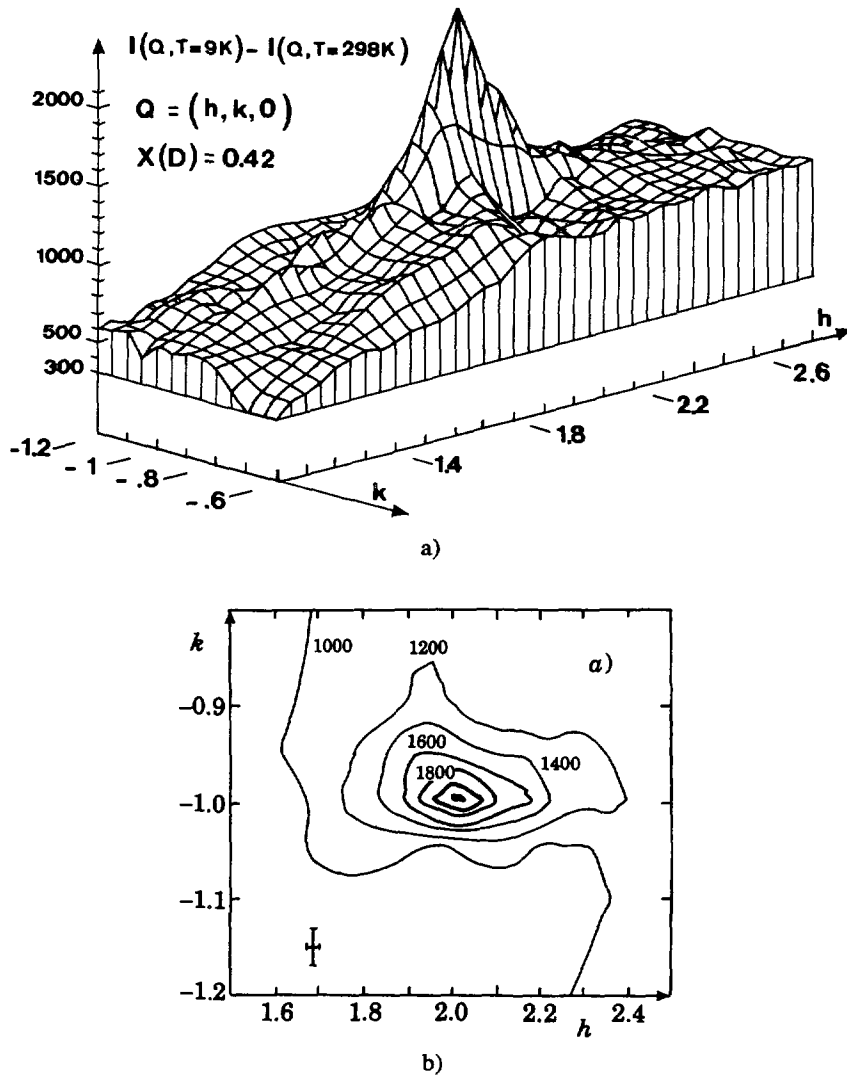 I(Q,T=9K)- I(Q,T=298K)
Q = (h,k,0)
X(D) = 0.42
2000
1500
1000
500
300
-1.2
-1
-.8
-.6
k
-1.4
-1.8
-2.2
-2.6
h
a)
k
1000
1200
a)
-0.9
1600
1400
1800
-1.0
-1.1
-1.2
1.6
1.8
2.0
2.2
2.4
h
b)